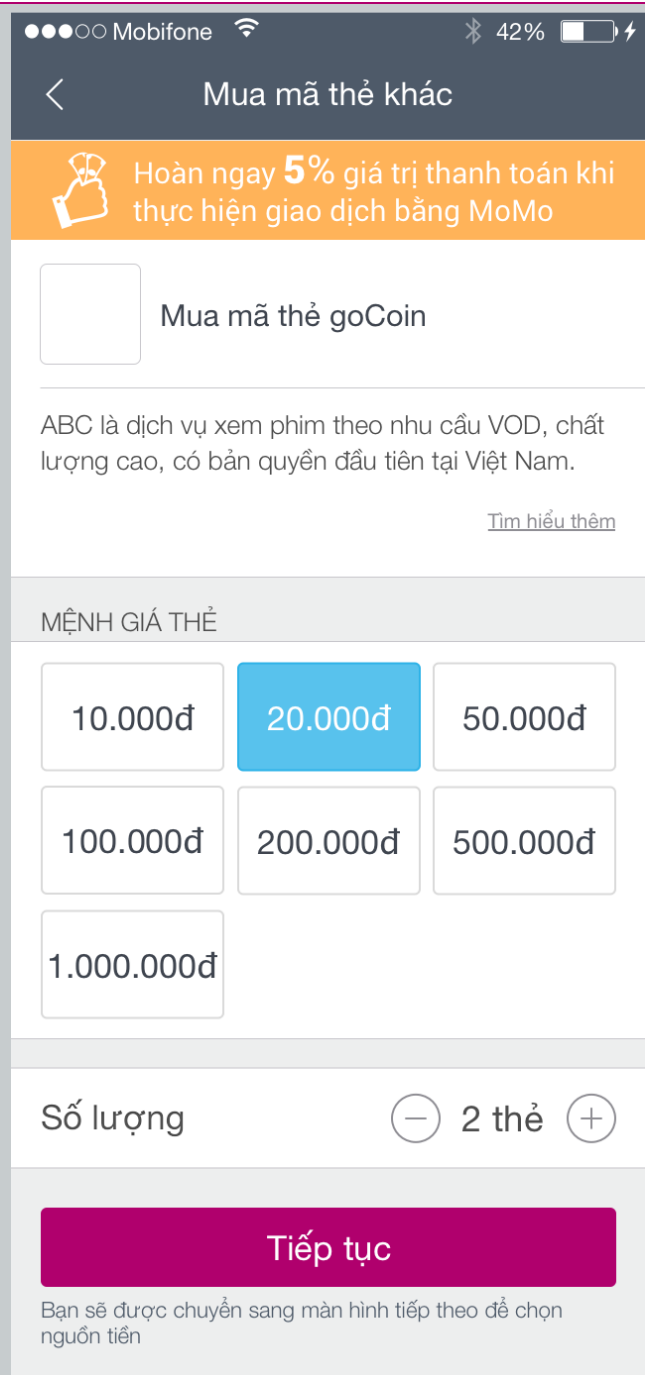 Mobifone 42%
Mua mã thẻ khác
Hoàn ngay 5% giá trị thanh toán khi
thực hiện giao dịch bằng MoMo
Mua mã thẻ goCoin
ABC là dịch vụ xem phim theo nhu cầu VOD, chất
lượng cao, có bản quyền đầu tiên tại Việt Nam.
Tìm hiểu thêm
MỆNH GIÁ THẺ
10.000đ 20.000đ 50.000đ
100.000đ 200.000đ 500.000đ
1.000.000đ
Số lượng 2 thẻ
Tiếp tục
Bạn sẽ được chuyển sang màn hình tiếp theo để chọn
nguồn tiền